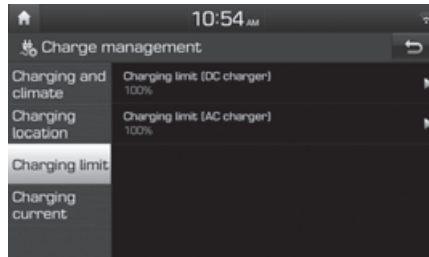 10:54 AM
Charge management
Charging and
climate
Charging limit (DC charger)
100%
Charging
location
Charging limit (AC charger)
100%
Charging limit
Charging
current